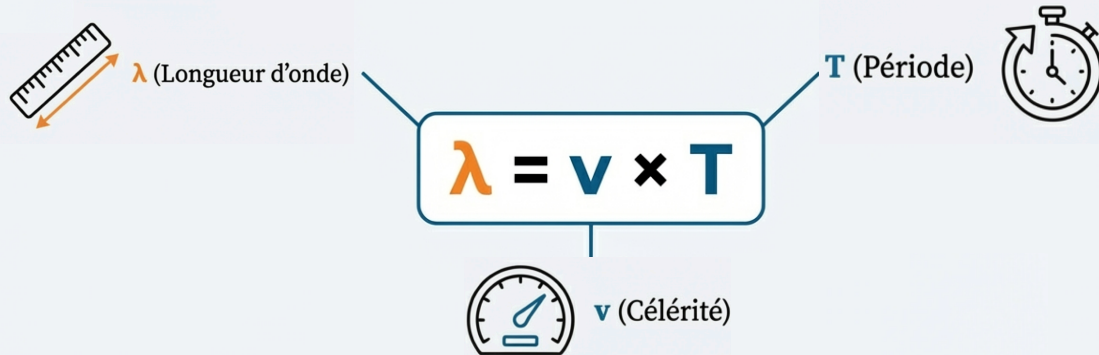 λ (Longueur d’onde)
T (Période)
λ = v × T
v (Célérité)